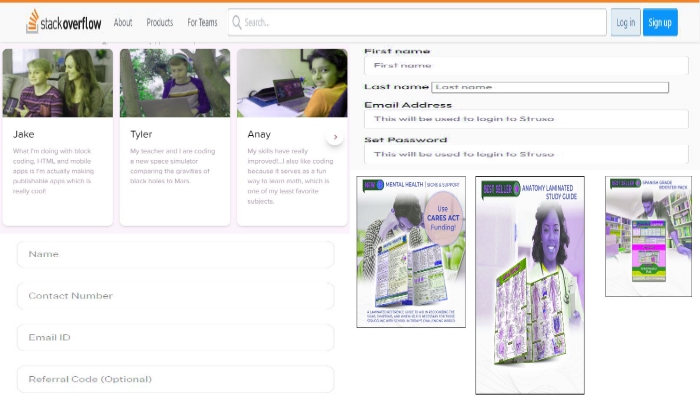 stackoverflow
About
Products
For Teams
Search...
Log in
Sign up
Jake
What I'm doing with block
coding, HTML and mobile
apps is I'm actually making
publishable apps which is
really cool!
Tyler
My teacher and I are coding
a new space simulator
comparing the gravities of
black holes to Mars.
Anay
My skills have really
improved!...I also like coding
because it serves as a fun
way to learn math, which is
one of my least favorite
subjects.
Name
Contact Number
Email ID
Referral Code (Optional)
First name
First name
Last name Last name
Email Address
This will be used to login to Struso
Set Password
This will be used to login to Struso
NEW MENTAL HEALTH | SIGNS & SUPPORT
Use
CARES ACT
Funding!
BEST SELLER ANATOMY LAMINATED
STUDY GUIDE
BEST SELLER SPANISH GRADE
BOOSTER PACK